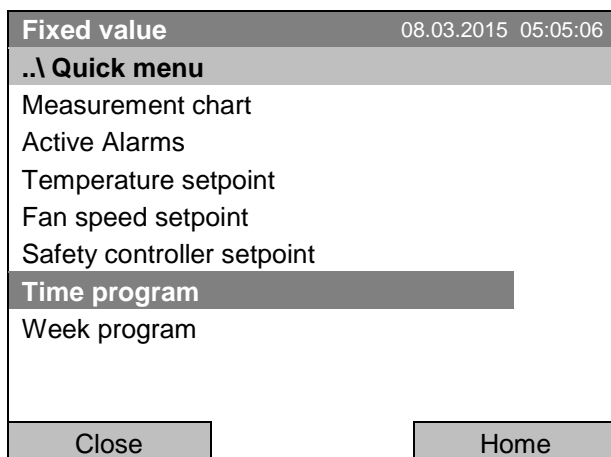 Fixed value 08.03.2015 05:05:06
..\ Quick menu
Measurement chart
Active Alarms
Temperature setpoint
Fan speed setpoint
Safety controller setpoint
Time program
Week program
Close Home